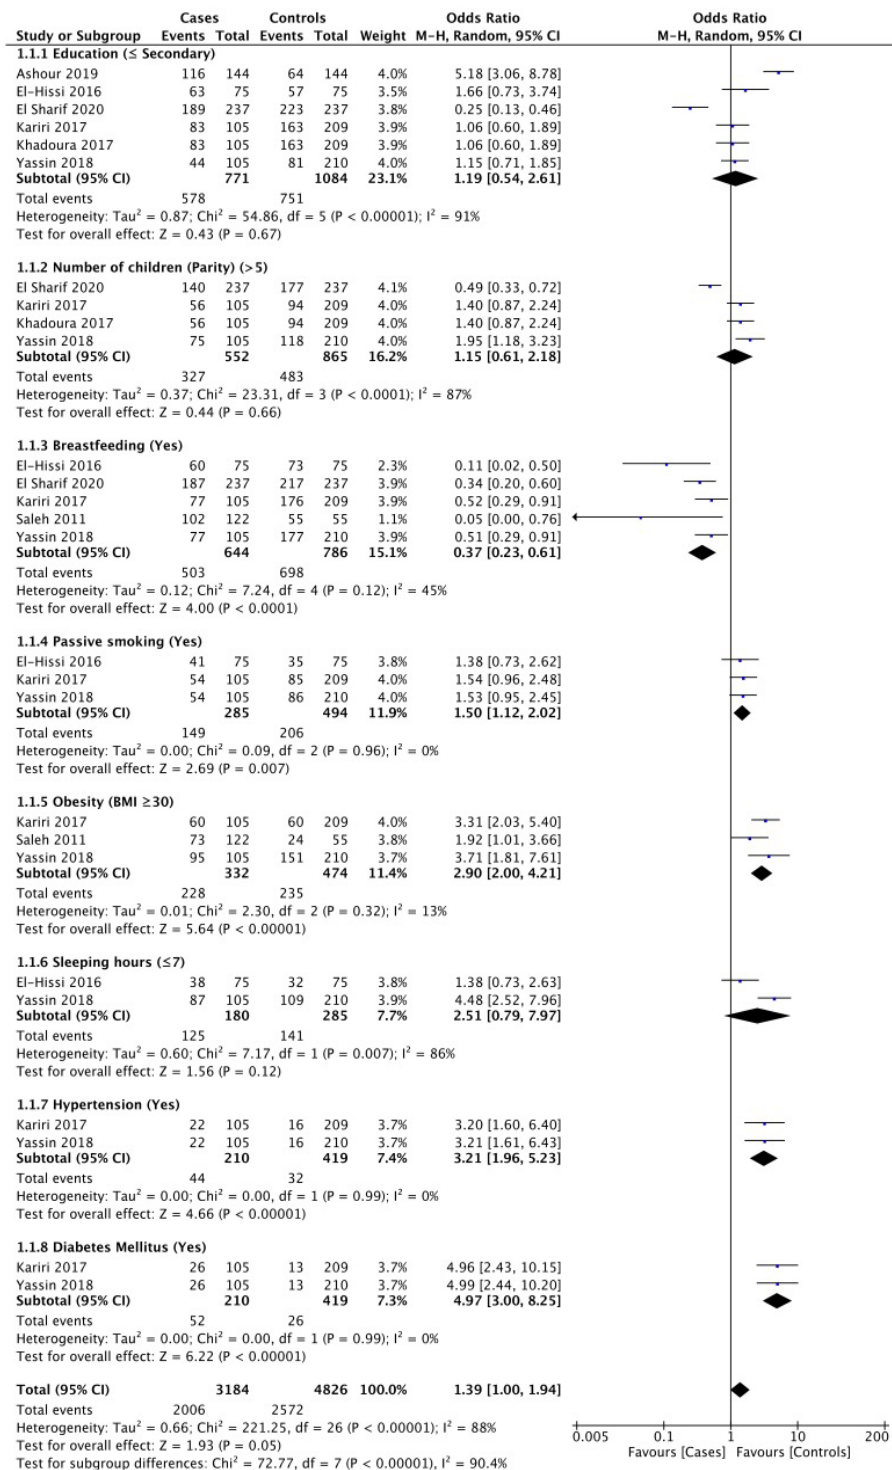 Cases Controls Odds Ratio Odds Ratio
Study or Subgroup Events Total Events Total Weight M-H, Random, 95% CI M-H, Random, 95% CI
1.1.1 Education (≤ Secondary)
Ashour 2019 116 144 64 144 4.0% 5.18 [3.06, 8.78]
El-Hissi 2016 63 75 57 75 3.5% 1.66 [0.73, 3.74]
El Sharif 2020 189 237 223 237 3.8% 0.25 [0.13, 0.46]
Kariri 2017 83 105 163 209 3.9% 1.06 [0.60, 1.89]
Khadoura 2017 83 105 163 209 3.9% 1.06 [0.60, 1.89]
Yassin 2018 44 105 81 210 4.0% 1.15 [0.71, 1.85]
Subtotal (95% CI) 771 1084 23.1% 1.19 [0.54, 2.61]
Total events 578 751
Heterogeneity: Tau² = 0.87; Chi² = 54.86, df = 5 (P < 0.00001); I² = 91%
Test for overall effect: Z = 0.43 (P = 0.67)
1.1.2 Number of children (Parity) (>5)
El Sharif 2020 140 237 177 237 4.1% 0.49 [0.33, 0.72]
Kariri 2017 56 105 94 209 4.0% 1.40 [0.87, 2.24]
Khadoura 2017 56 105 94 209 4.0% 1.40 [0.87, 2.24]
Yassin 2018 75 105 118 210 4.0% 1.95 [1.18, 3.23]
Subtotal (95% CI) 552 865 16.2% 1.15 [0.61, 2.18]
Total events 327 483
Heterogeneity: Tau² = 0.37; Chi² = 23.31, df = 3 (P < 0.0001); I² = 87%
Test for overall effect: Z = 0.44 (P = 0.66)
1.1.3 Breastfeeding (Yes)
El-Hissi 2016 60 75 73 75 2.3% 0.11 [0.02, 0.50]
El Sharif 2020 187 237 217 237 3.9% 0.34 [0.20, 0.60]
Kariri 2017 77 105 176 209 3.9% 0.52 [0.29, 0.91]
Saleh 2011 102 122 55 55 1.1% 0.05 [0.00, 0.76]
Yassin 2018 77 105 177 210 3.9% 0.51 [0.29, 0.91]
Subtotal (95% CI) 644 786 15.1% 0.37 [0.23, 0.61]
Total events 503 698
Heterogeneity: Tau² = 0.12; Chi² = 7.24, df = 4 (P = 0.12); I² = 45%
Test for overall effect: Z = 4.00 (P < 0.0001)
1.1.4 Passive smoking (Yes)
El-Hissi 2016 41 75 35 75 3.8% 1.38 [0.73, 2.62]
Kariri 2017 54 105 85 209 4.0% 1.54 [0.96, 2.48]
Yassin 2018 54 105 86 210 4.0% 1.53 [0.95, 2.45]
Subtotal (95% CI) 285 494 11.9% 1.50 [1.12, 2.02]
Total events 149 206
Heterogeneity: Tau² = 0.00; Chi² = 0.09, df = 2 (P = 0.96); I² = 0%
Test for overall effect: Z = 2.69 (P = 0.007)
1.1.5 Obesity (BMI ≥30)
Kariri 2017 60 105 60 209 4.0% 3.31 [2.03, 5.40]
Saleh 2011 73 122 24 55 3.8% 1.92 [1.01, 3.66]
Yassin 2018 95 105 151 210 3.7% 3.71 [1.81, 7.61]
Subtotal (95% CI) 332 474 11.4% 2.90 [2.00, 4.21]
Total events 228 235
Heterogeneity: Tau² = 0.01; Chi² = 2.30, df = 2 (P = 0.32); I² = 13%
Test for overall effect: Z = 5.64 (P < 0.00001)
1.1.6 Sleeping hours (≤7)
El-Hissi 2016 38 75 32 75 3.8% 1.38 [0.73, 2.63]
Yassin 2018 87 105 109 210 3.9% 4.48 [2.52, 7.96]
Subtotal (95% CI) 180 285 7.7% 2.51 [0.79, 7.97]
Total events 125 141
Heterogeneity: Tau² = 0.60; Chi² = 7.17, df = 1 (P = 0.007); I² = 86%
Test for overall effect: Z = 1.56 (P = 0.12)
1.1.7 Hypertension (Yes)
Kariri 2017 22 105 16 209 3.7% 3.20 [1.60, 6.40]
Yassin 2018 22 105 16 210 3.7% 3.21 [1.61, 6.43]
Subtotal (95% CI) 210 419 7.4% 3.21 [1.96, 5.23]
Total events 44 32
Heterogeneity: Tau² = 0.00; Chi² = 0.00, df = 1 (P = 0.99); I² = 0%
Test for overall effect: Z = 4.66 (P < 0.00001)
1.1.8 Diabetes Mellitus (Yes)
Kariri 2017 26 105 13 209 3.7% 4.96 [2.43, 10.15]
Yassin 2018 26 105 13 210 3.7% 4.99 [2.44, 10.20]
Subtotal (95% CI) 210 419 7.3% 4.97 [3.00, 8.25]
Total events 52 26
Heterogeneity: Tau² = 0.00; Chi² = 0.00, df = 1 (P = 0.99); I² = 0%
Test for overall effect: Z = 6.22 (P < 0.00001)
Total (95% CI) 3184 4826 100.0% 1.39 [1.00, 1.94]
Total events 2006 2572
Heterogeneity: Tau² = 0.66; Chi² = 221.25, df = 26 (P < 0.00001); I² = 88%
Test for overall effect: Z = 1.93 (P = 0.05)
Test for subgroup differences: Chi² = 72.77, df = 7 (P < 0.00001), I² = 90.4%
0.005 0.1 1 10 200
Favours [Cases] Favours [Controls]